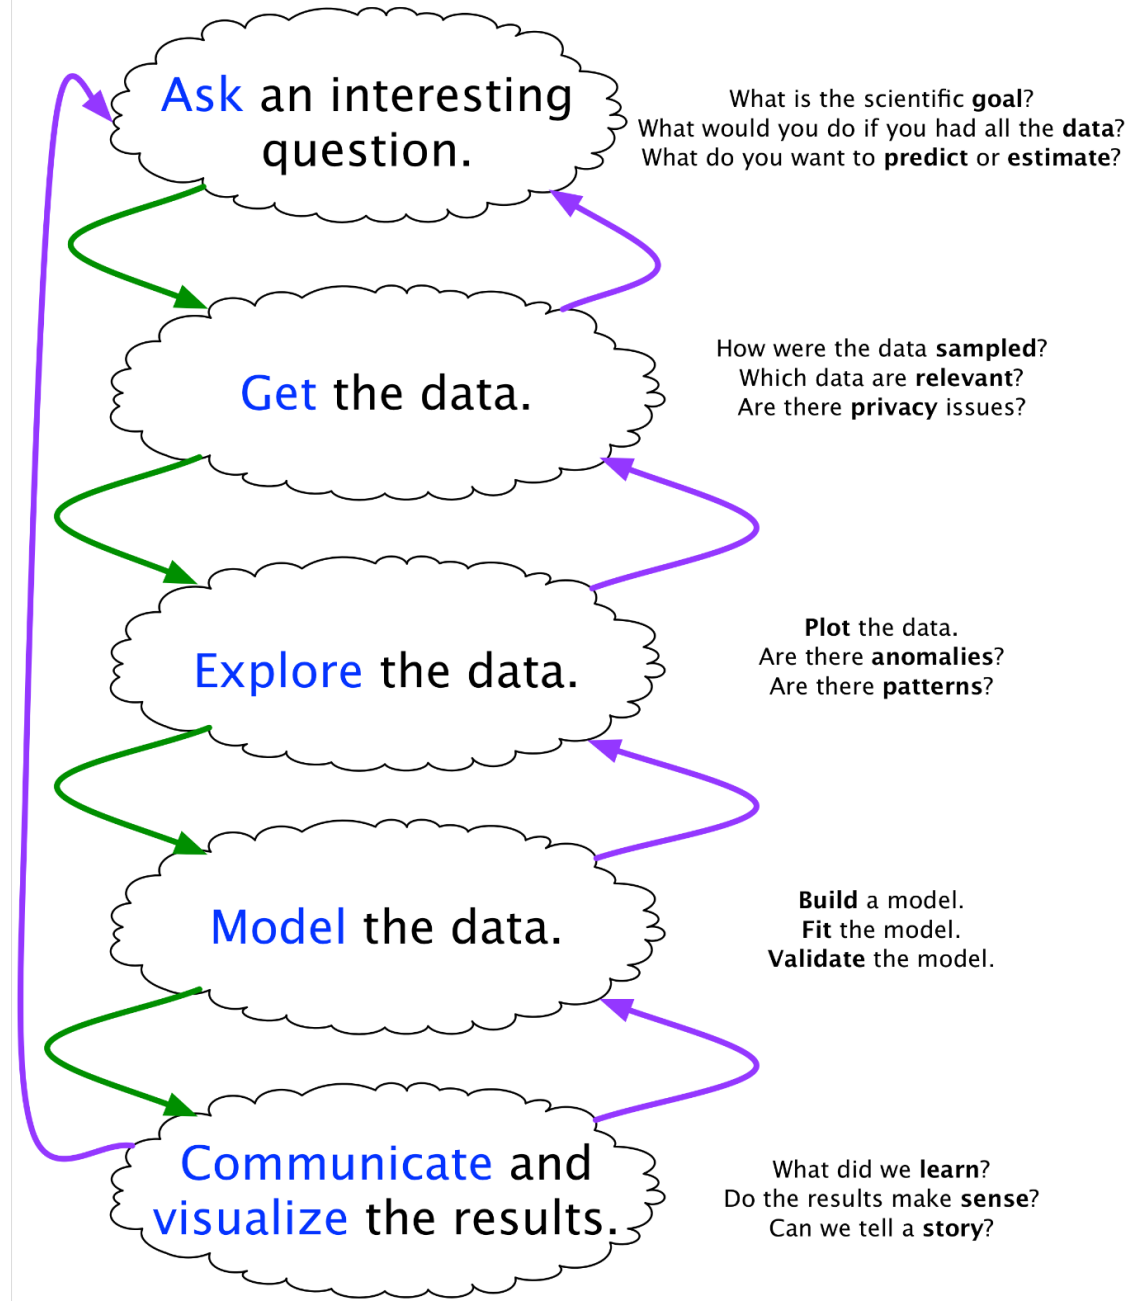 Ask an interesting
question.
What is the scientific goal?
What would you do if you had all the data?
What do you want to predict or estimate?
Get the data.
How were the data sampled?
Which data are relevant?
Are there privacy issues?
Explore the data.
Plot the data.
Are there anomalies?
Are there patterns?
Model the data.
Build a model.
Fit the model.
Validate the model.
Communicate and
visualize the results.
What did we learn?
Do the results make sense?
Can we tell a story?